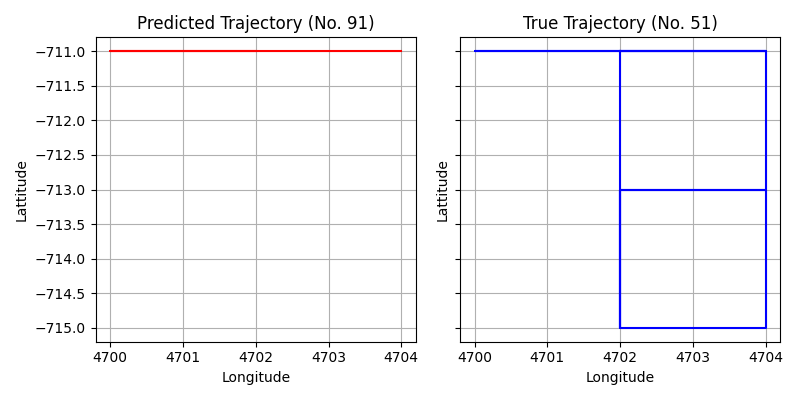 Predicted Trajectory (No. 91)
−711.0
−711.5
−712.0
−712.5
−713.0
−713.5
−714.0
−714.5
−715.0
Lattitude
4700 4701 4702 4703 4704
Longitude
True Trajectory (No. 51)
Lattitude
4700 4701 4702 4703 4704
Longitude